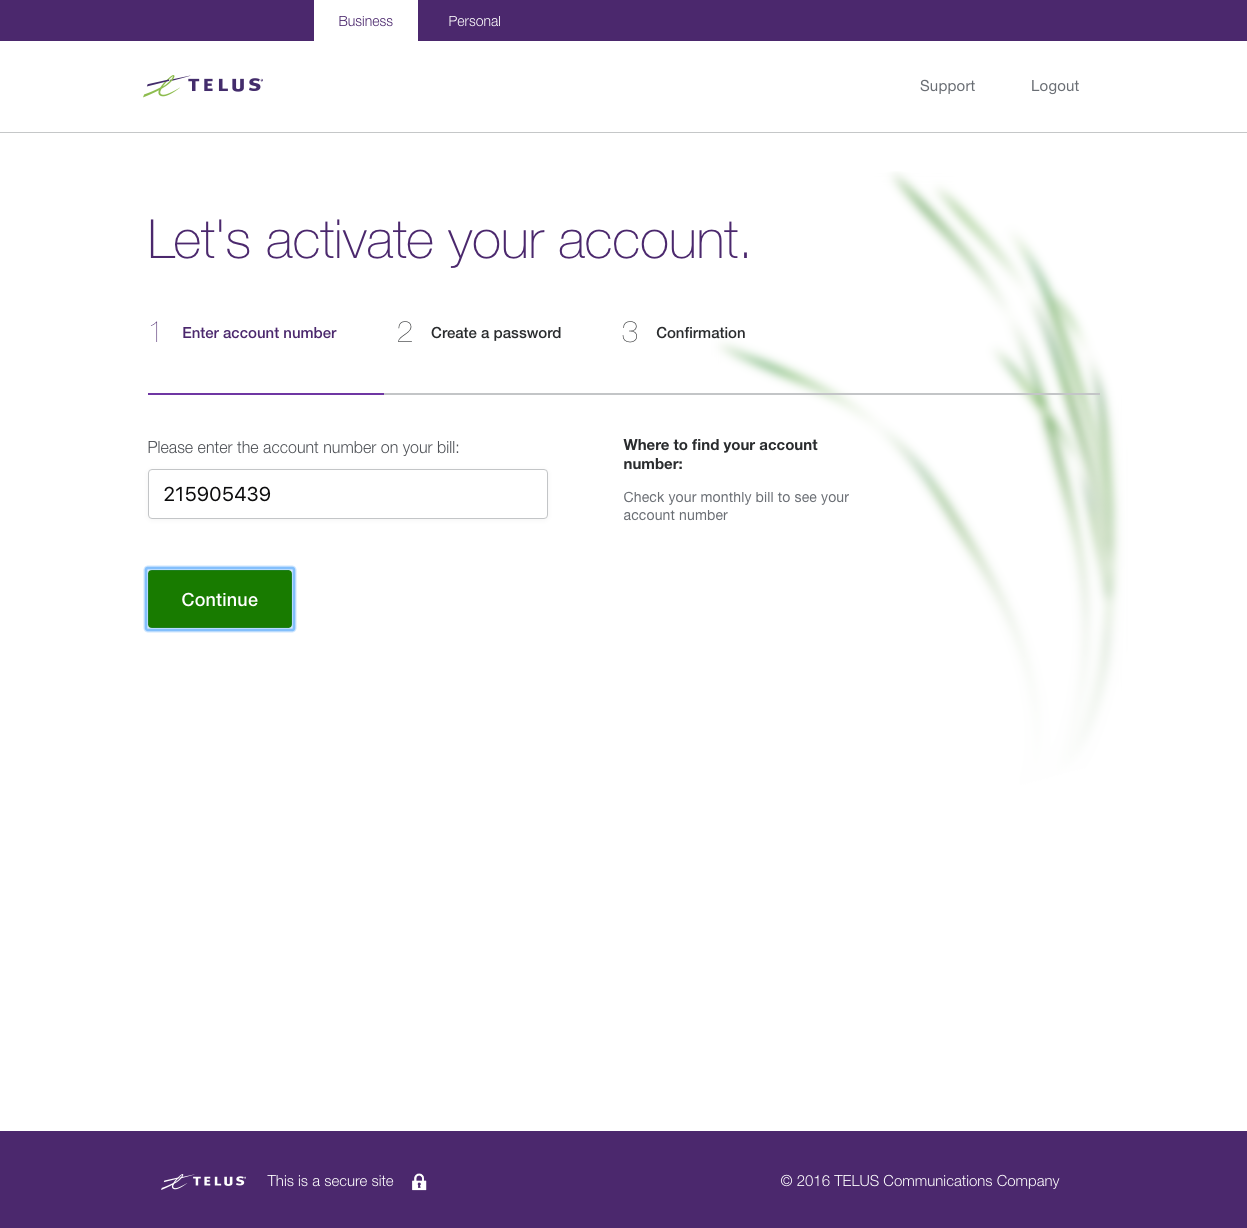 Business
Personal
TELUS
Support
Logout
Let's activate your account.
1 Enter account number
2 Create a password
3 Confirmation
Please enter the account number on your bill:
215905439
Where to find your account
number:
Check your monthly bill to see your
account number
Continue
TELUS
This is a secure site
© 2016 TELUS Communications Company